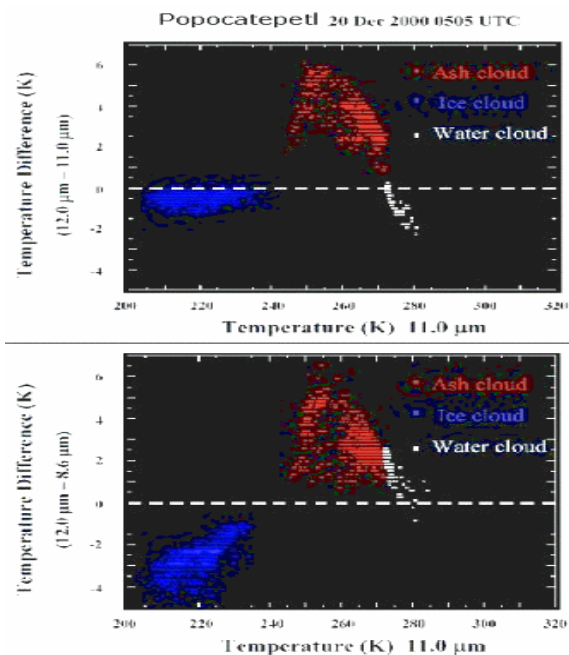 Popocatepetl 20 Dec 2000 0505 UTC
Temperature Difference (K)
(12.0 μm – 11.0 μm)
6
4
2
0
-2
-4
Ash cloud
Ice cloud
Water cloud
200 220 240 260 280 300 320
Temperature (K) 11.0 μm
Temperature Difference (K)
(12.0 μm – 8.6 μm)
6
4
2
0
-2
-4
Ash cloud
Ice cloud
Water cloud
200 220 240 260 280 300 320
Temperature (K) 11.0 μm